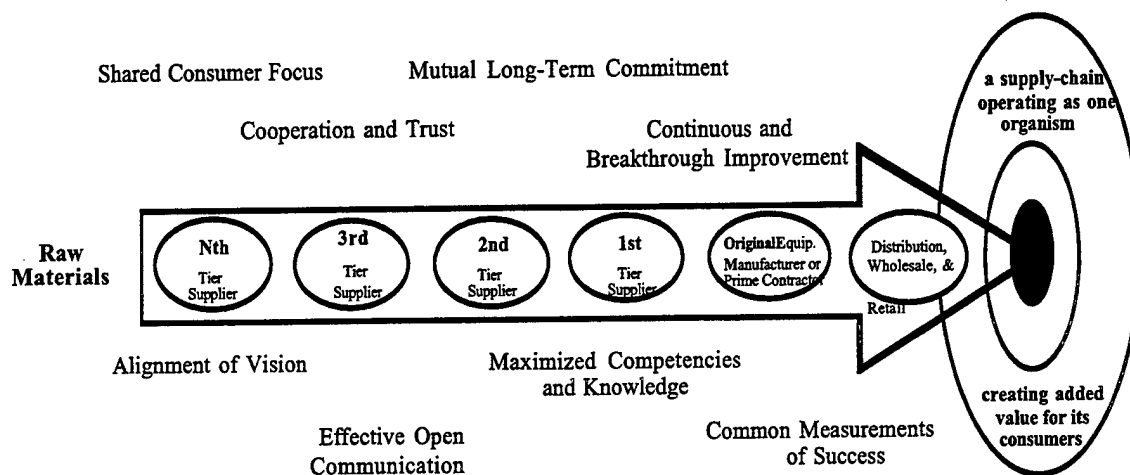 Shared Consumer Focus
Mutual Long-Term Commitment
a supply-chain
operating as one
organism
Cooperation and Trust
Continuous and
Breakthrough Improvement
Raw
Materials
Nth
Tier
Supplier
3rd
Tier
Supplier
2nd
Tier
Supplier
1st
Tier
Supplier
Original Equip.
Manufacturer or
Prime Contractor
Distribution,
Wholesale, &
Retail
Alignment of Vision
Maximized Competencies
and Knowledge
Effective Open
Communication
Common Measurements
of Success
creating added
value for its
consumers